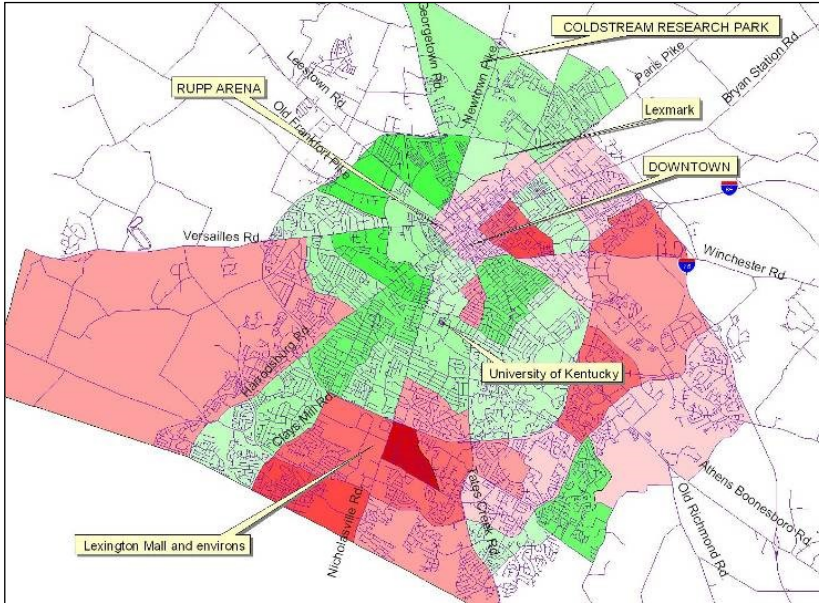 COLDSTREAM RESEARCH PARK
Georgetown Rd
Newtown Pike
Leestown Rd
Paris Pike
Bryan Station Rd
RUPP ARENA
Lexmark
Old Frankfort Pike
DOWNTOWN
Versailles Rd
Winchester Rd
Harrodsburg Rd
University of Kentucky
Clays Mill Rd
Tates Creek Rd
Athens Boonesboro Rd
Old Richmond Rd
Nicholasville Rd
Lexington Mall and environs